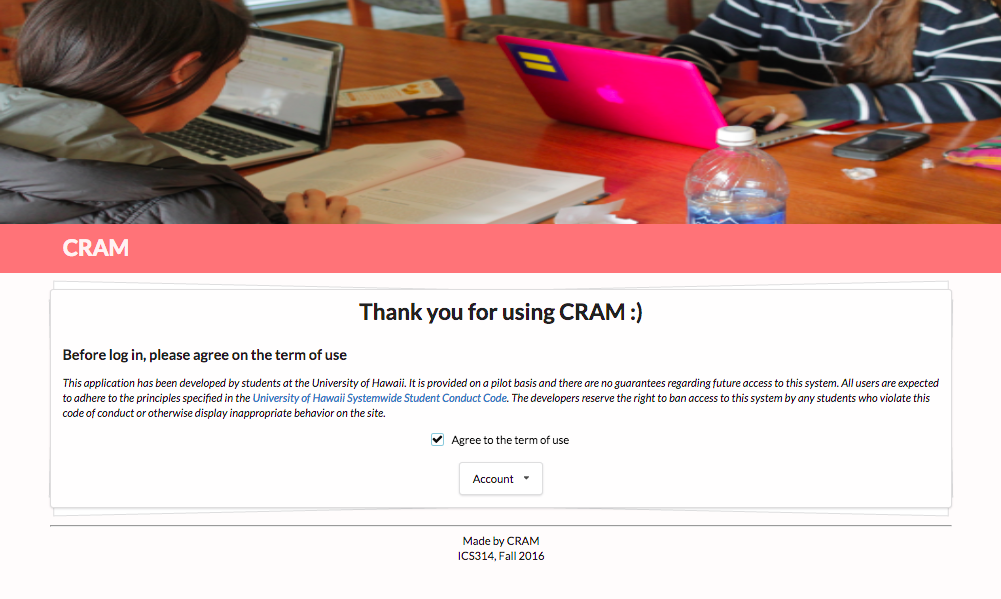 CRAM
Thank you for using CRAM :)
Before log in, please agree on the term of use
This application has been developed by students at the University of Hawaii. It is provided on a pilot basis and there are no guarantees regarding future access to this system. All users are expected
to adhere to the principles specified in the University of Hawaii Systemwide Student Conduct Code. The developers reserve the right to ban access to this system by any students who violate this
code of conduct or otherwise display inappropriate behavior on the site.
Agree to the term of use
Account
Made by CRAM
ICS314, Fall 2016